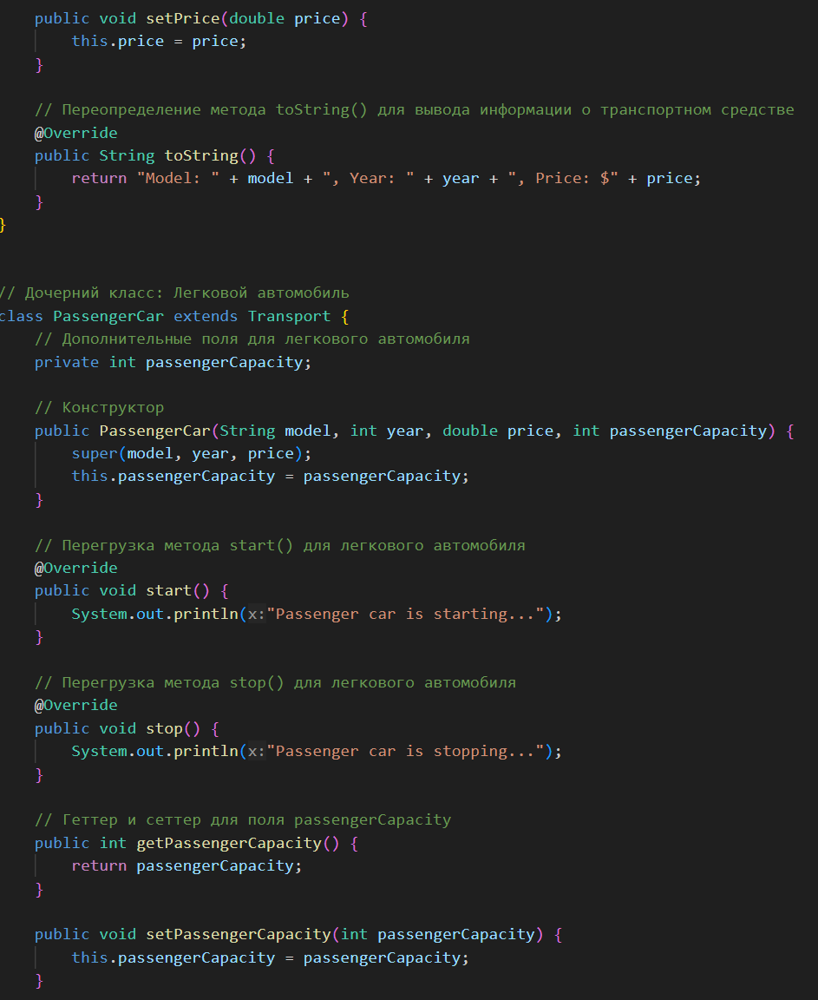 public void setPrice(double price) {
        this.price = price;
    }

    // Переопределение метода toString() для вывода информации о транспортном средстве
    @Override
    public String toString() {
        return "Model: " + model + ", Year: " + year + ", Price: $" + price;
    }
}


// Дочерний класс: Легковой автомобиль
class PassengerCar extends Transport {
    // Дополнительные поля для легкового автомобиля
    private int passengerCapacity;

    // Конструктор
    public PassengerCar(String model, int year, double price, int passengerCapacity) {
        super(model, year, price);
        this.passengerCapacity = passengerCapacity;
    }

    // Перегрузка метода start() для легкового автомобиля
    @Override
    public void start() {
        System.out.println(x:"Passenger car is starting...");
    }

    // Перегрузка метода stop() для легкового автомобиля
    @Override
    public void stop() {
        System.out.println(x:"Passenger car is stopping...");
    }

    // Геттер и сеттер для поля passengerCapacity
    public int getPassengerCapacity() {
        return passengerCapacity;
    }

    public void setPassengerCapacity(int passengerCapacity) {
        this.passengerCapacity = passengerCapacity;
    }